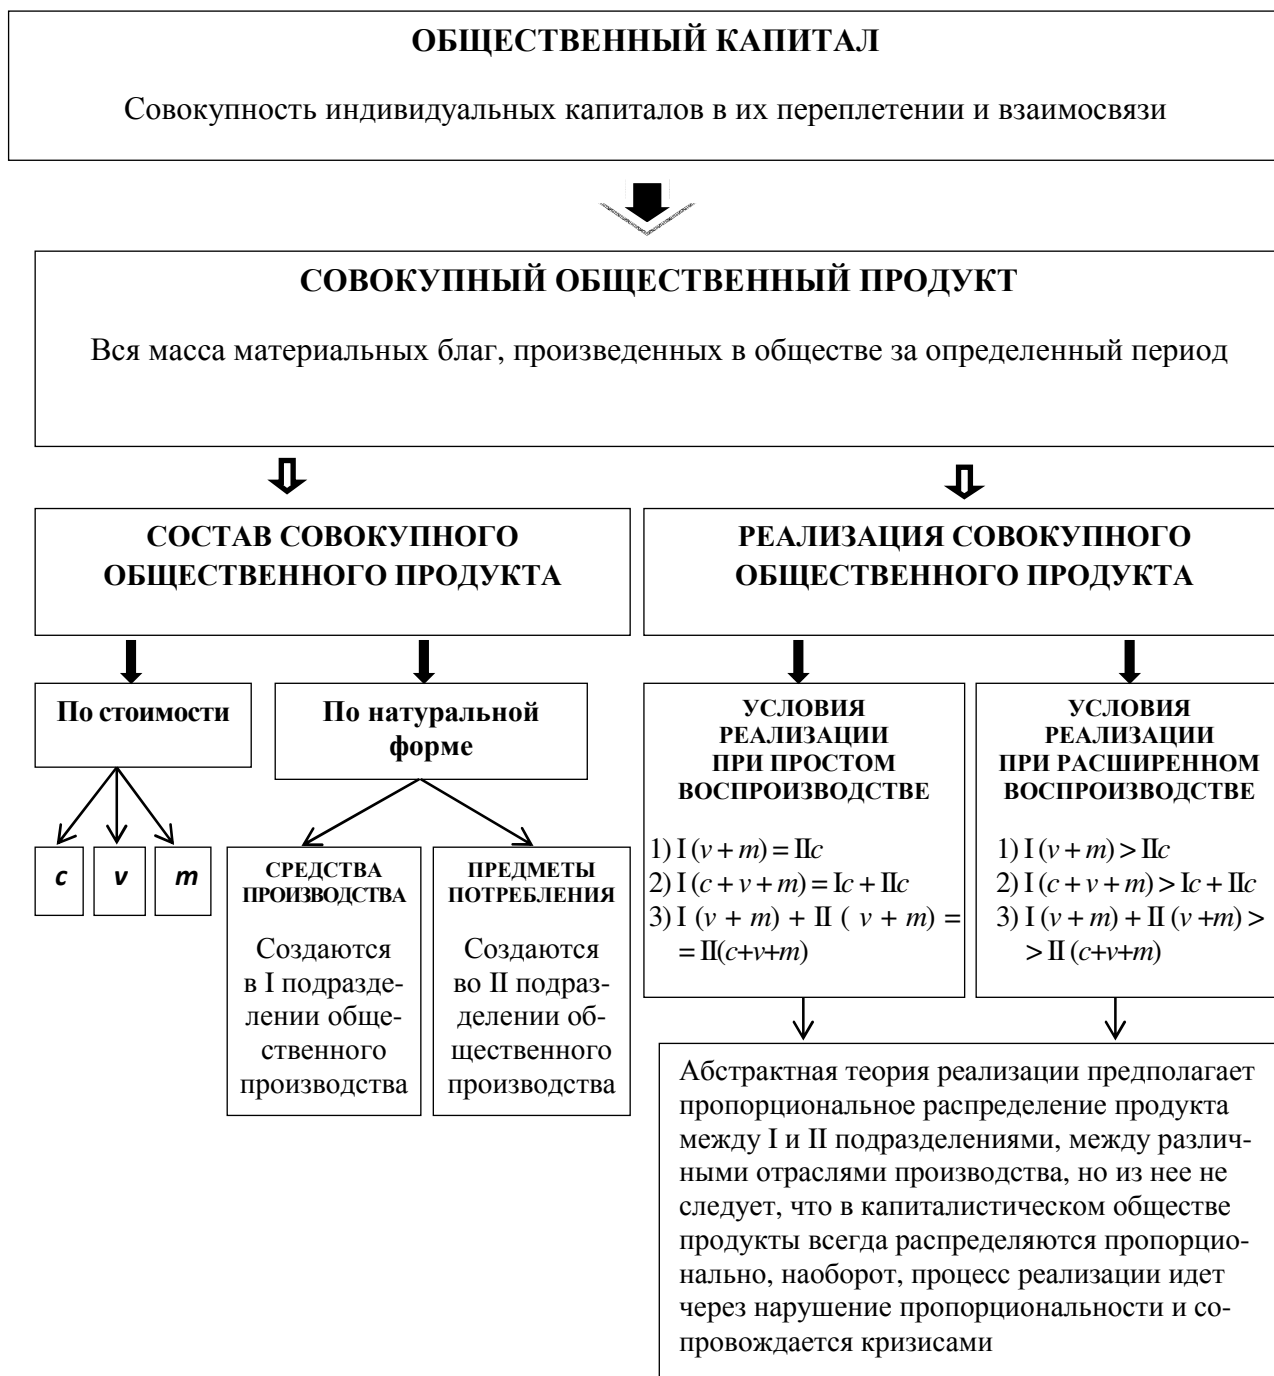 ОБЩЕСТВЕННЫЙ КАПИТАЛ
Совокупность индивидуальных капиталов в их переплетении и взаимосвязи
СОВОКУПНЫЙ ОБЩЕСТВЕННЫЙ ПРОДУКТ
Вся масса материальных благ, произведенных в обществе за определенный период
СОСТАВ СОВОКУПНОГО
ОБЩЕСТВЕННОГО ПРОДУКТА
РЕАЛИЗАЦИЯ СОВОКУПНОГО
ОБЩЕСТВЕННОГО ПРОДУКТА
По стоимости
По натуральной
форме
c
v
m
СРЕДСТВА
ПРОИЗВОДСТВА
Создаются
в I подразде-
лении обще-
ственного
производства
ПРЕДМЕТЫ
ПОТРЕБЛЕНИЯ
Создаются
во II подраз-
делении об-
щественного
производства
УСЛОВИЯ
РЕАЛИЗАЦИИ
ПРИ ПРОСТОМ
ВОСПРОИЗВОДСТВЕ
1) I (v + m) = IIc
2) I (c + v + m) = Ic + IIc
3) I (v + m) + II ( v + m) =
= II(c+v+m)
УСЛОВИЯ
РЕАЛИЗАЦИИ
ПРИ РАСШИРЕННОМ
ВОСПРОИЗВОДСТВЕ
1) I (v + m) > IIc
2) I (c + v + m) > Ic + IIc
3) I (v + m) + II (v +m) >
> II (c+v+m)
Абстрактная теория реализации предполагает
пропорциональное распределение продукта
между I и II подразделениями, между различ-
ными отраслями производства, но из нее не
следует, что в капиталистическом обществе
продукты всегда распределяются пропорцио-
нально, наоборот, процесс реализации идет
через нарушение пропорциональности и со-
провождается кризисами